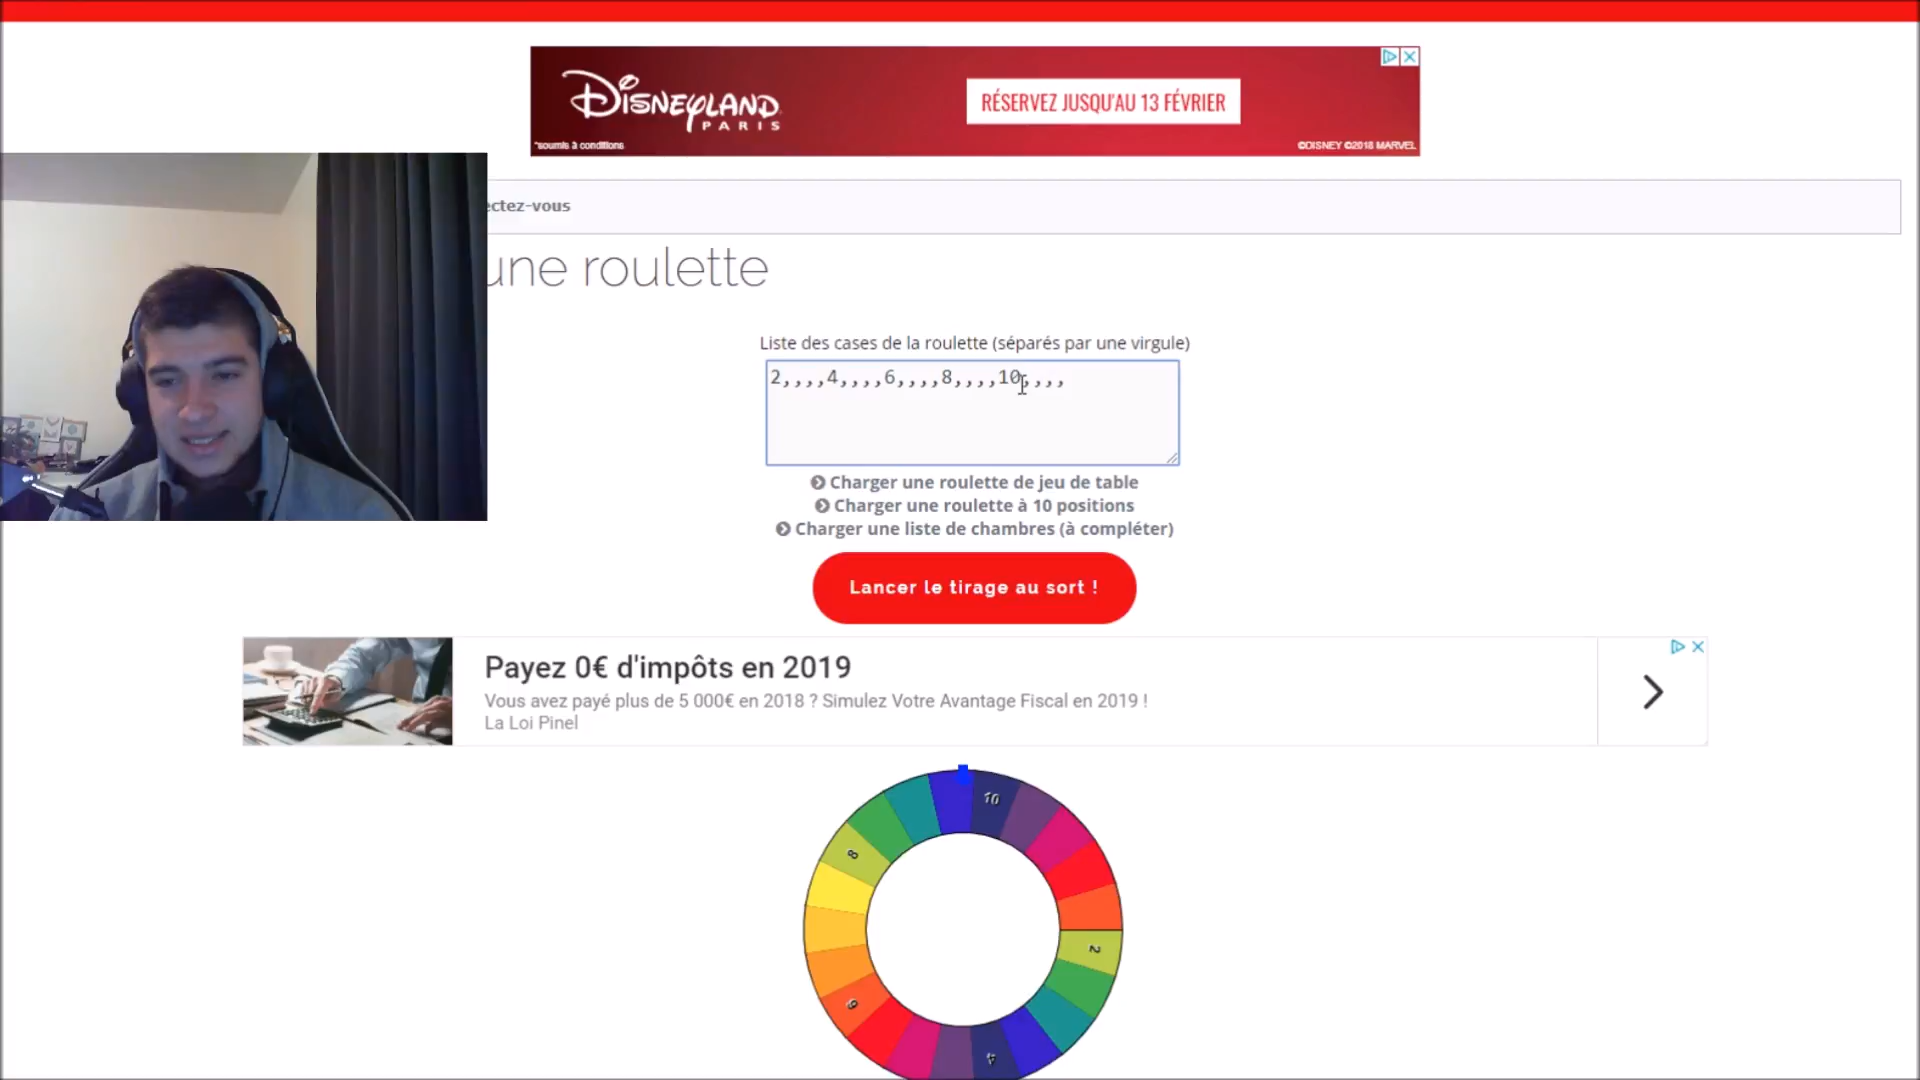 Disneyland
PARIS
RÉSERVEZ JUSQU'AU 13 FÉVRIER
*soumis à conditions
©DISNEY ©2018 MARVEL
ectez-vous
une roulette
Liste des cases de la roulette (séparés par une virgule)
2,,,,4,,,,6,,,,8,,,,10,,,,
Charger une roulette de jeu de table
Charger une roulette à 10 positions
Charger une liste de chambres (à compléter)
Lancer le tirage au sort !
Payez 0€ d'impôts en 2019
Vous avez payé plus de 5 000€ en 2018 ? Simulez Votre Avantage Fiscal en 2019 !
La Loi Pinel
10
8
2
6
4